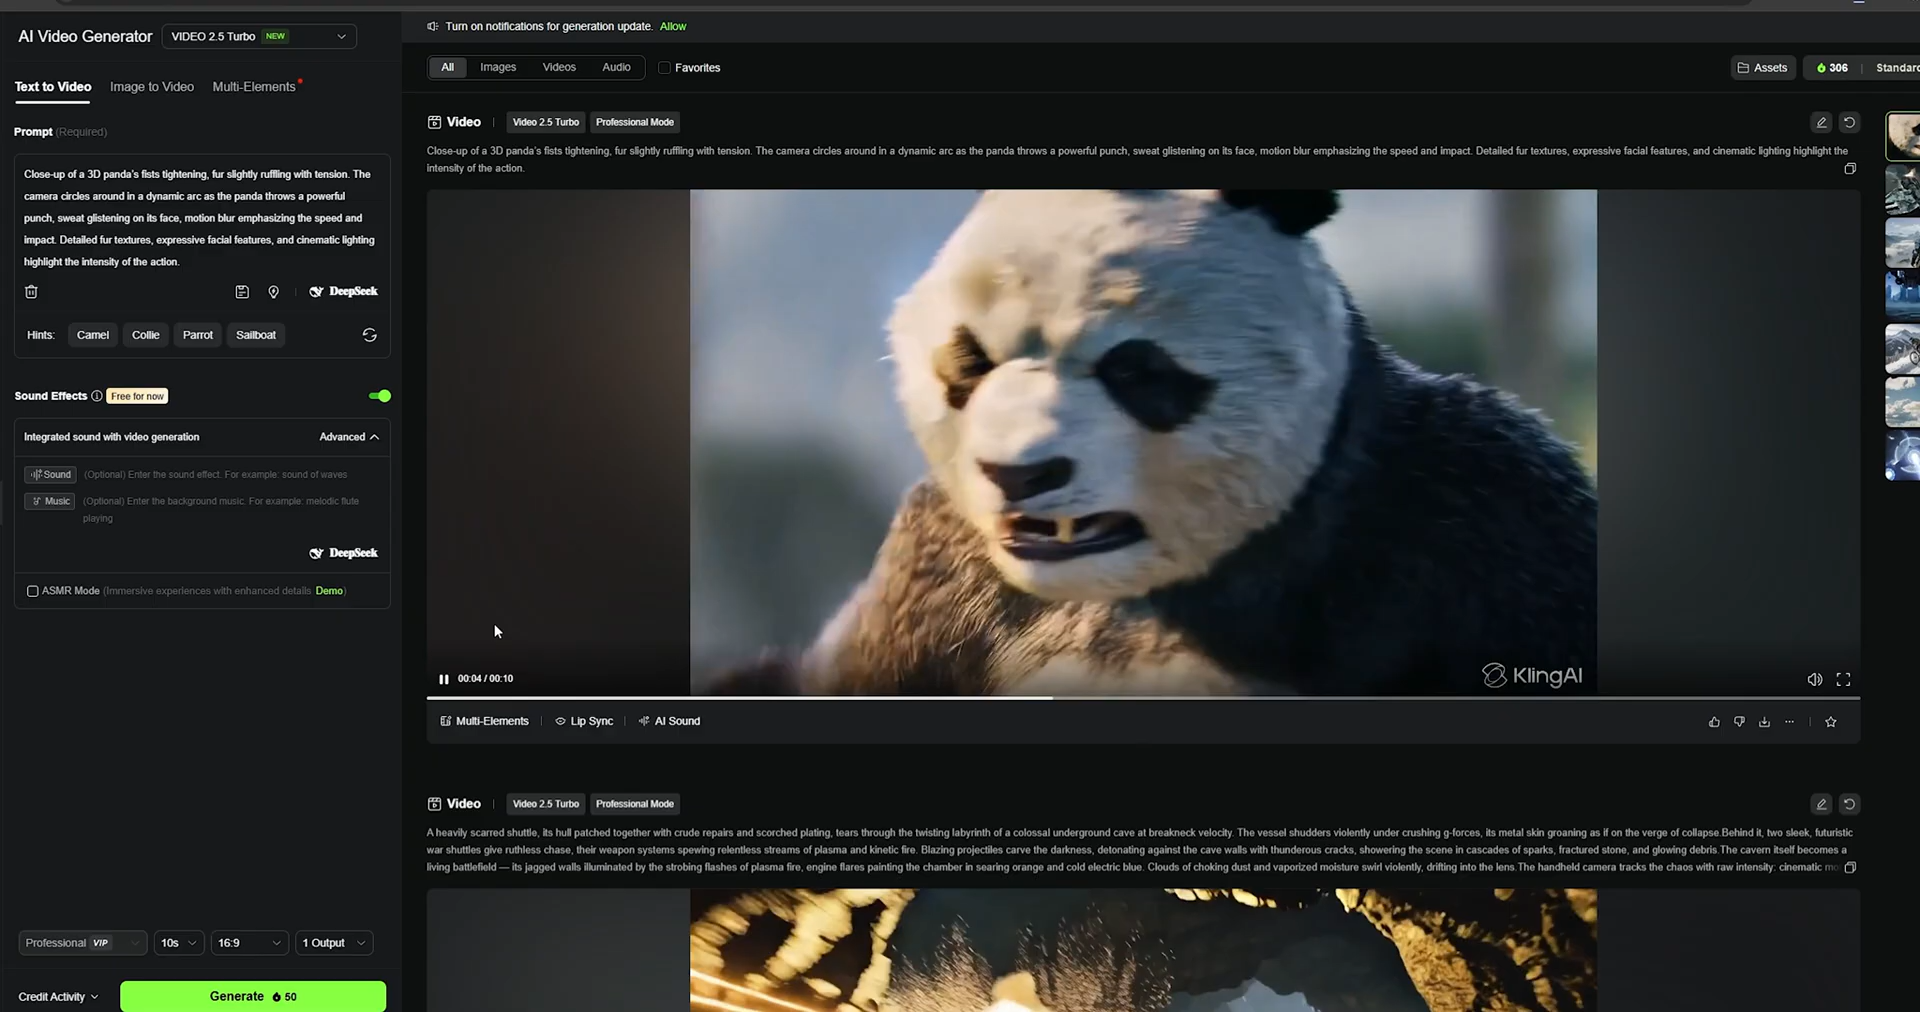 AI Video Generator
VIDEO 2.5 Turbo NEW
Text to Video
Image to Video
Multi-Elements
Prompt (Required)
Close-up of a 3D panda's fists tightening, fur slightly ruffling with tension. The
camera circles around in a dynamic arc as the panda throws a powerful
punch, sweat glistening on its face, motion blur emphasizing the speed and
impact. Detailed fur textures, expressive facial features, and cinematic lighting
highlight the intensity of the action.
DeepSeek
Hints: Camel Collie Parrot Sailboat
Sound Effects Free for now
Integrated sound with video generation Advanced
Sound (Optional) Enter the sound effect. For example: sound of waves
Music (Optional) Enter the background music. For example: melodic flute
playing
DeepSeek
ASMR Mode (Immersive experiences with enhanced details Demo)
Professional VIP 10s 16:9 1 Output
Credit Activity Generate 50
Turn on notifications for generation update. Allow
All Images Videos Audio Favorites
Assets 306
Video Video 2.5 Turbo Professional Mode
Close-up of a 3D panda's fists tightening, fur slightly ruffling with tension. The camera circles around in a dynamic arc as the panda throws a powerful punch, sweat glistening on its face, motion blur emphasizing the speed and impact. Detailed fur textures, expressive facial features, and cinematic lighting highlight the
intensity of the action.
KlingAI
00:04 / 00:10
Multi-Elements Lip Sync AI Sound
Video Video 2.5 Turbo Professional Mode
A heavily scarred shuttle, its hull patched together with crude repairs and scorched plating, tears through the twisting labyrinth of a colossal underground cave at breakneck velocity. The vessel shudders violently under crushing g-forces, its metal skin groaning as if on the verge of collapse.Behind it, two sleek, futuristic
war shuttles give ruthless chase, their weapon systems spewing relentless streams of plasma and kinetic fire. Blazing projectiles carve the darkness, detonating against the cave walls with thunderous cracks, showering the scene in cascades of sparks, fractured stone, and glowing debris.The cavern itself becomes a
living battlefield — its jagged walls illuminated by the strobing flashes of plasma fire, engine flares painting the chamber in searing orange and cold electric blue. Clouds of choking dust and vaporized moisture swirl violently, drifting into the lens.The handheld camera tracks the chaos with raw intensity: cinematic